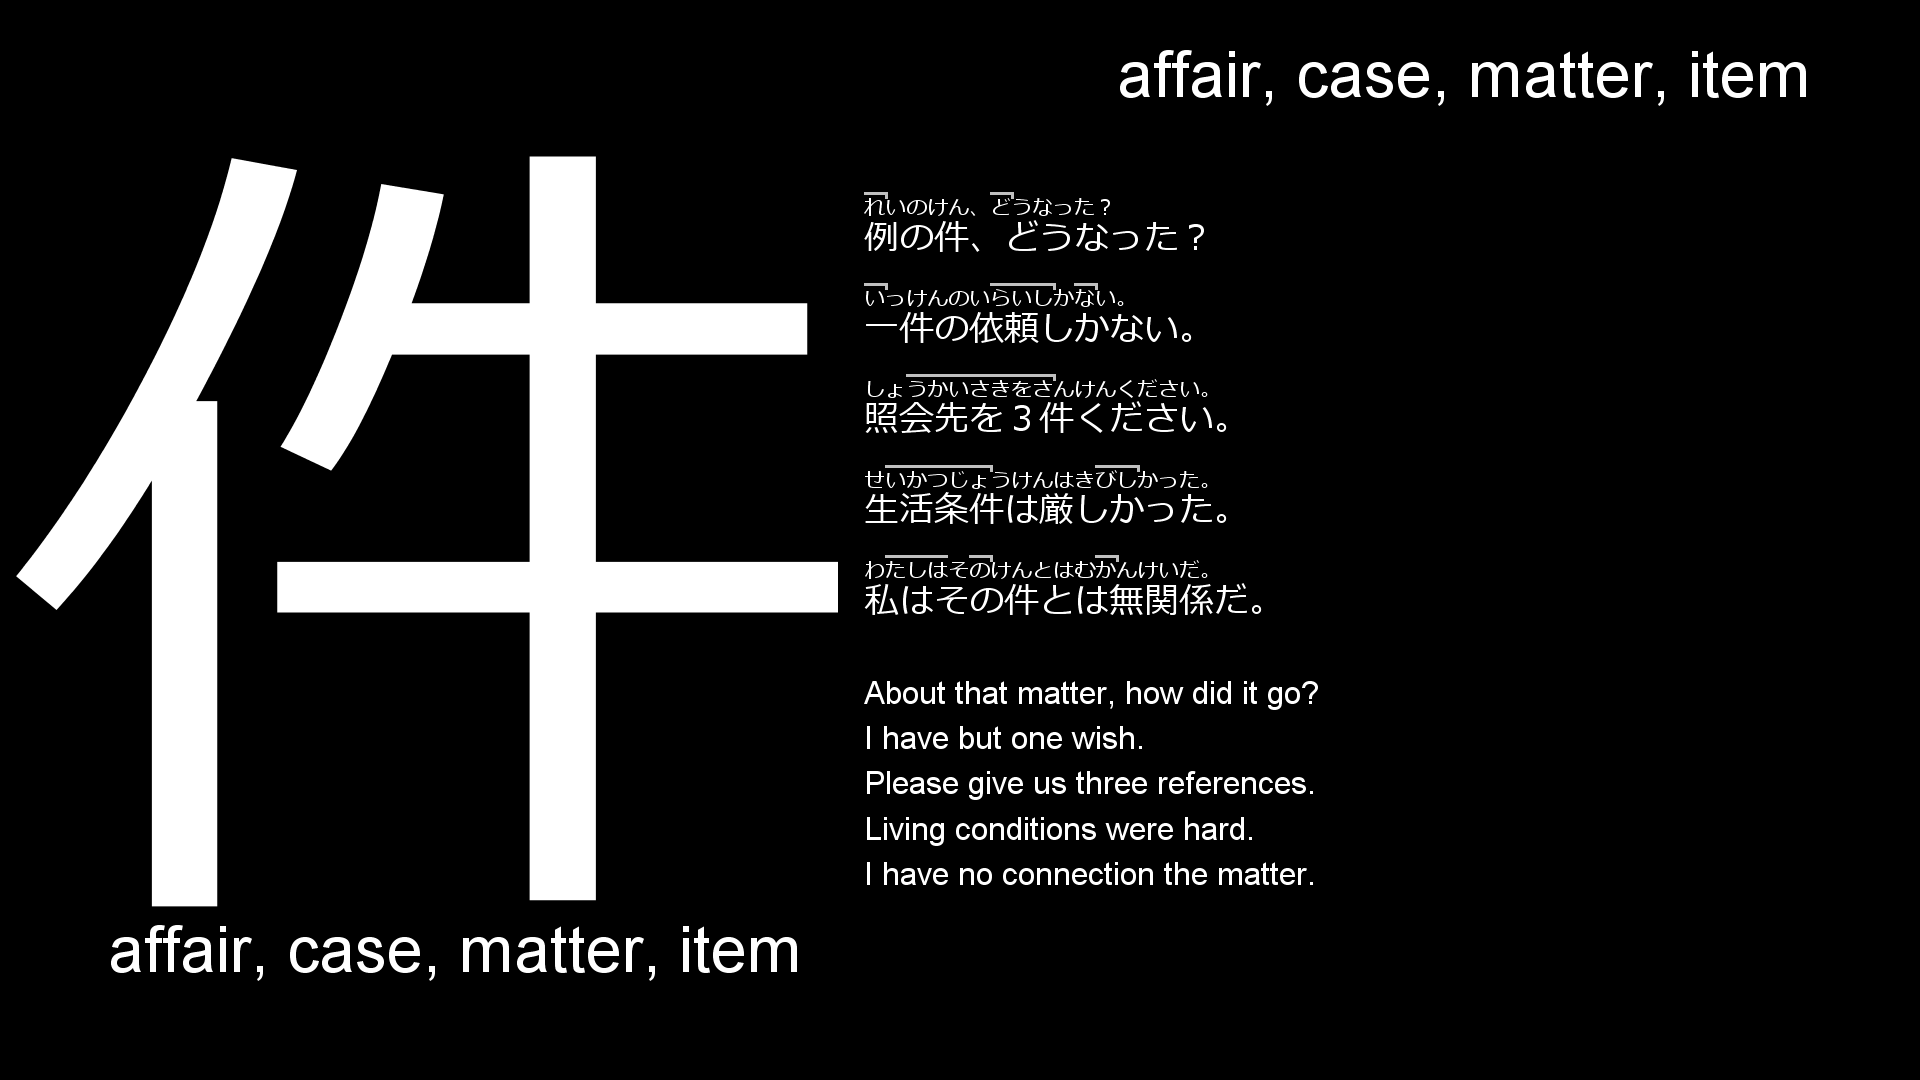 affair, case, matter, item
件
affair, case, matter, item
れいのけん、どうなった？
例の件、どうなった？
いっけんのいらいしかない。
一件の依頼しかない。
しょうかいさきをさんけんください。
照会先を３件ください。
せいかつじょうけんはきびしかった。
生活条件は厳しかった。
わたしはそのけんとはむかんけいだ。
私はその件とは無関係だ。
About that matter, how did it go?
I have but one wish.
Please give us three references.
Living conditions were hard.
I have no connection the matter.